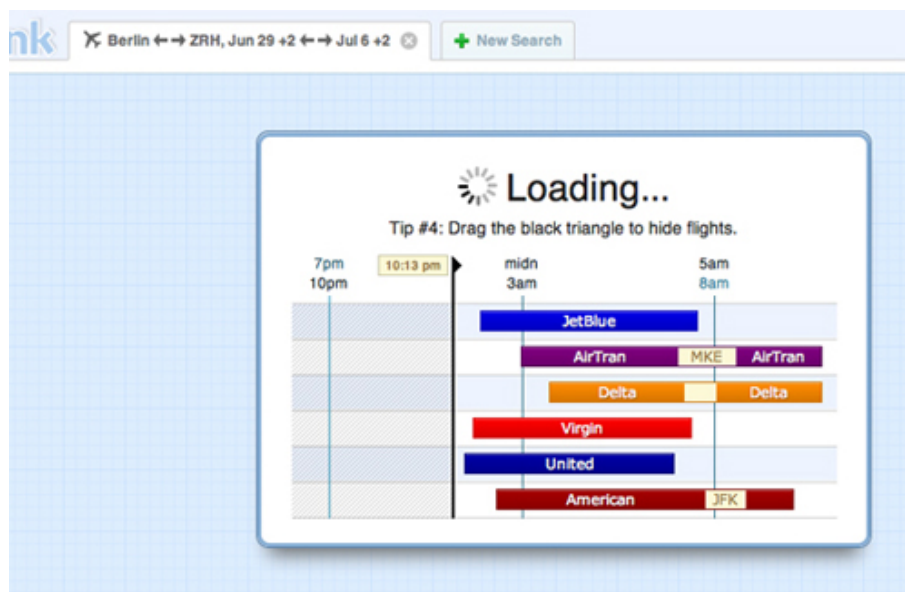 nk
Berlin ←→ ZRH, Jun 29 +2 ←→ Jul 6 +2
New Search
Loading...
Tip #4: Drag the black triangle to hide flights.
7pm 10:13 pm midn 5am
10pm 3am 8am
JetBlue
AirTran MKE AirTran
Delta Delta
Virgin
United
American JFK